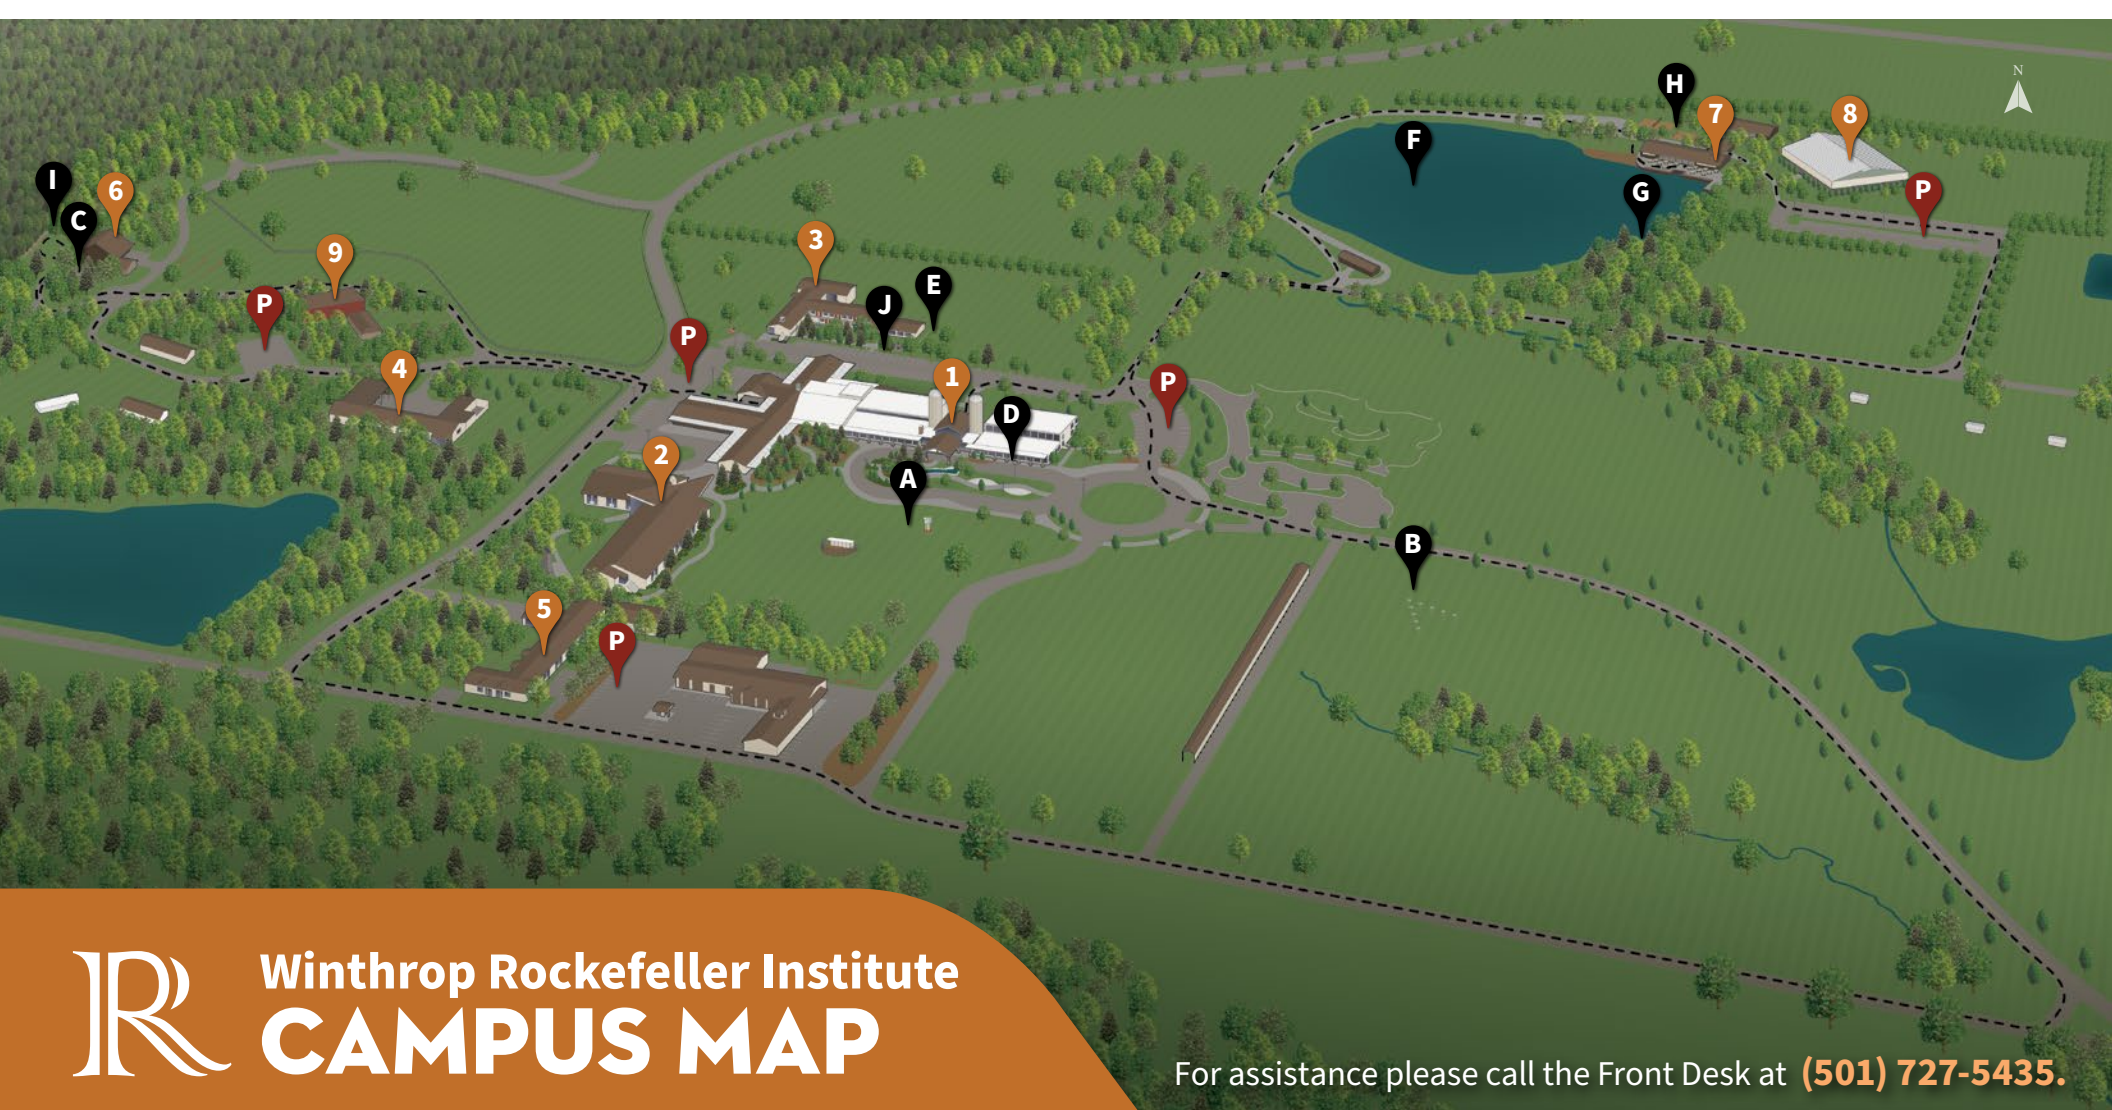 N
H
7
8
F
I
6
C
G
P
3
9
E
J
P
P
4
1
P
D
2
A
B
5
P
R
Winthrop Rockefeller Institute
CAMPUS MAP
For assistance please call the Front Desk at (501) 727-5435.